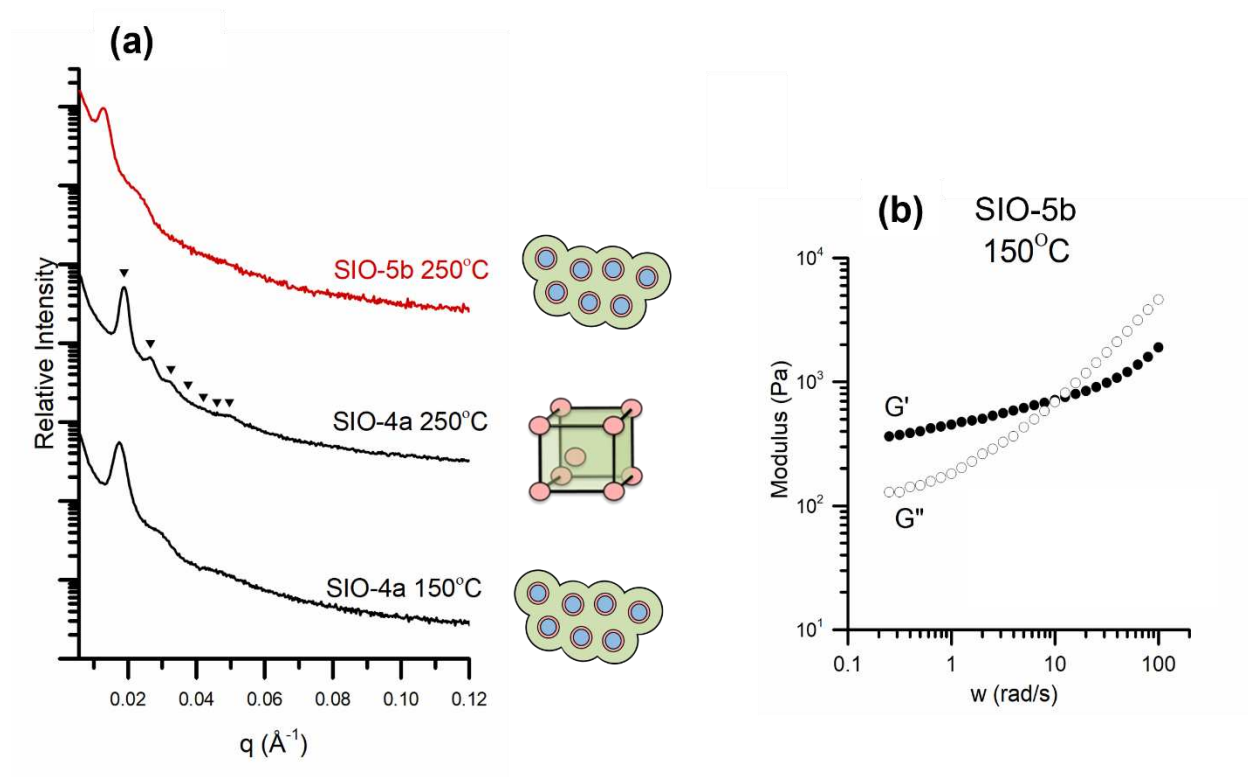 (a)
Relative Intensity
SIO-5b 250°C
SIO-4a 250°C
SIO-4a 150°C
0.02 0.04 0.06 0.08 0.10 0.12
q (Å⁻¹)
(b)
SIO-5b
150°C
Modulus (Pa)
10⁴
10³
10²
10¹
G'
G"
0.1 1 10 100
w (rad/s)